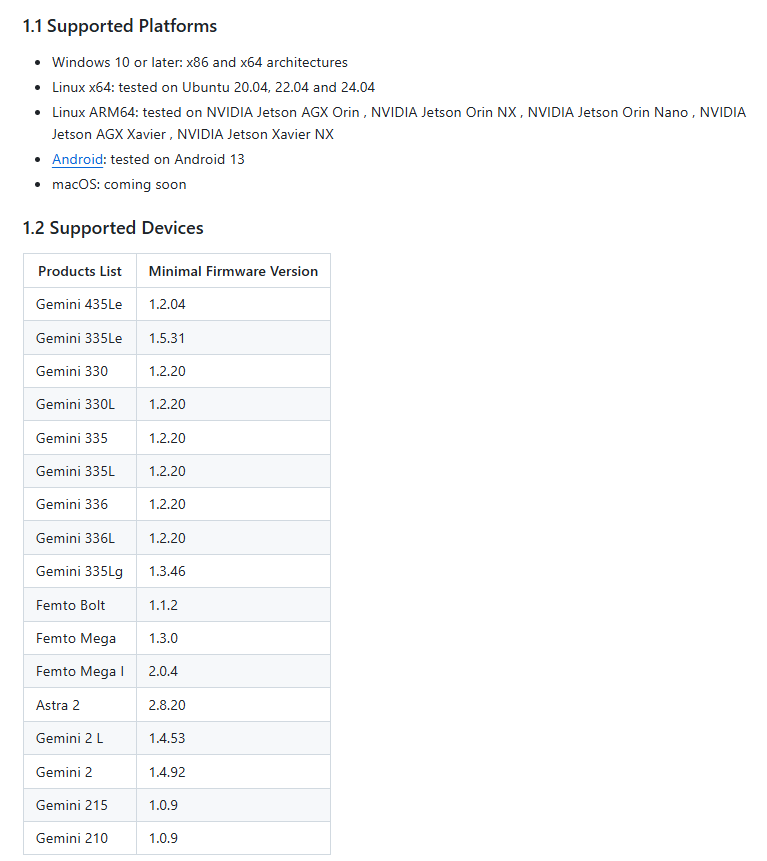 1.1 Supported Platforms
Windows 10 or later: x86 and x64 architectures
Linux x64: tested on Ubuntu 20.04, 22.04 and 24.04
Linux ARM64: tested on NVIDIA Jetson AGX Orin , NVIDIA Jetson Orin NX , NVIDIA Jetson Orin Nano , NVIDIA
Jetson AGX Xavier , NVIDIA Jetson Xavier NX
Android: tested on Android 13
macOS: coming soon
1.2 Supported Devices
Products List Minimal Firmware Version
Gemini 435Le 1.2.04
Gemini 335Le 1.5.31
Gemini 330 1.2.20
Gemini 330L 1.2.20
Gemini 335 1.2.20
Gemini 335L 1.2.20
Gemini 336 1.2.20
Gemini 336L 1.2.20
Gemini 335Lg 1.3.46
Femto Bolt 1.1.2
Femto Mega 1.3.0
Femto Mega I 2.0.4
Astra 2 2.8.20
Gemini 2 L 1.4.53
Gemini 2 1.4.92
Gemini 215 1.0.9
Gemini 210 1.0.9